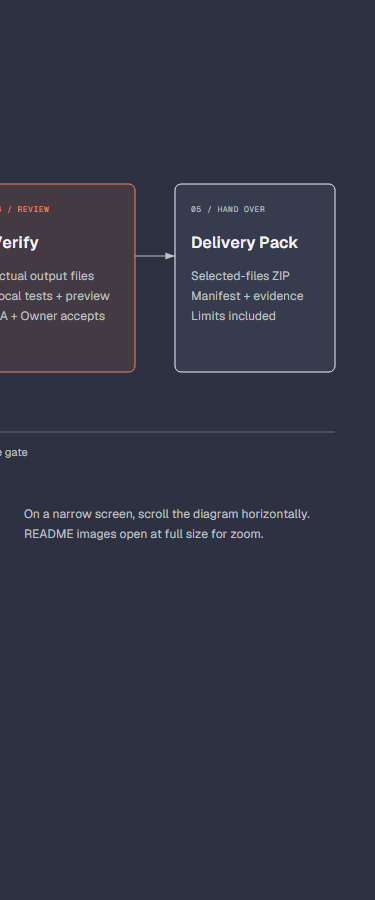 / REVIEW
Verify
ctual output files
ocal tests + preview
A + Owner accepts
05 / HAND OVER
Delivery Pack
Selected-files ZIP
Manifest + evidence
Limits included
e gate
On a narrow screen, scroll the diagram horizontally.
README images open at full size for zoom.